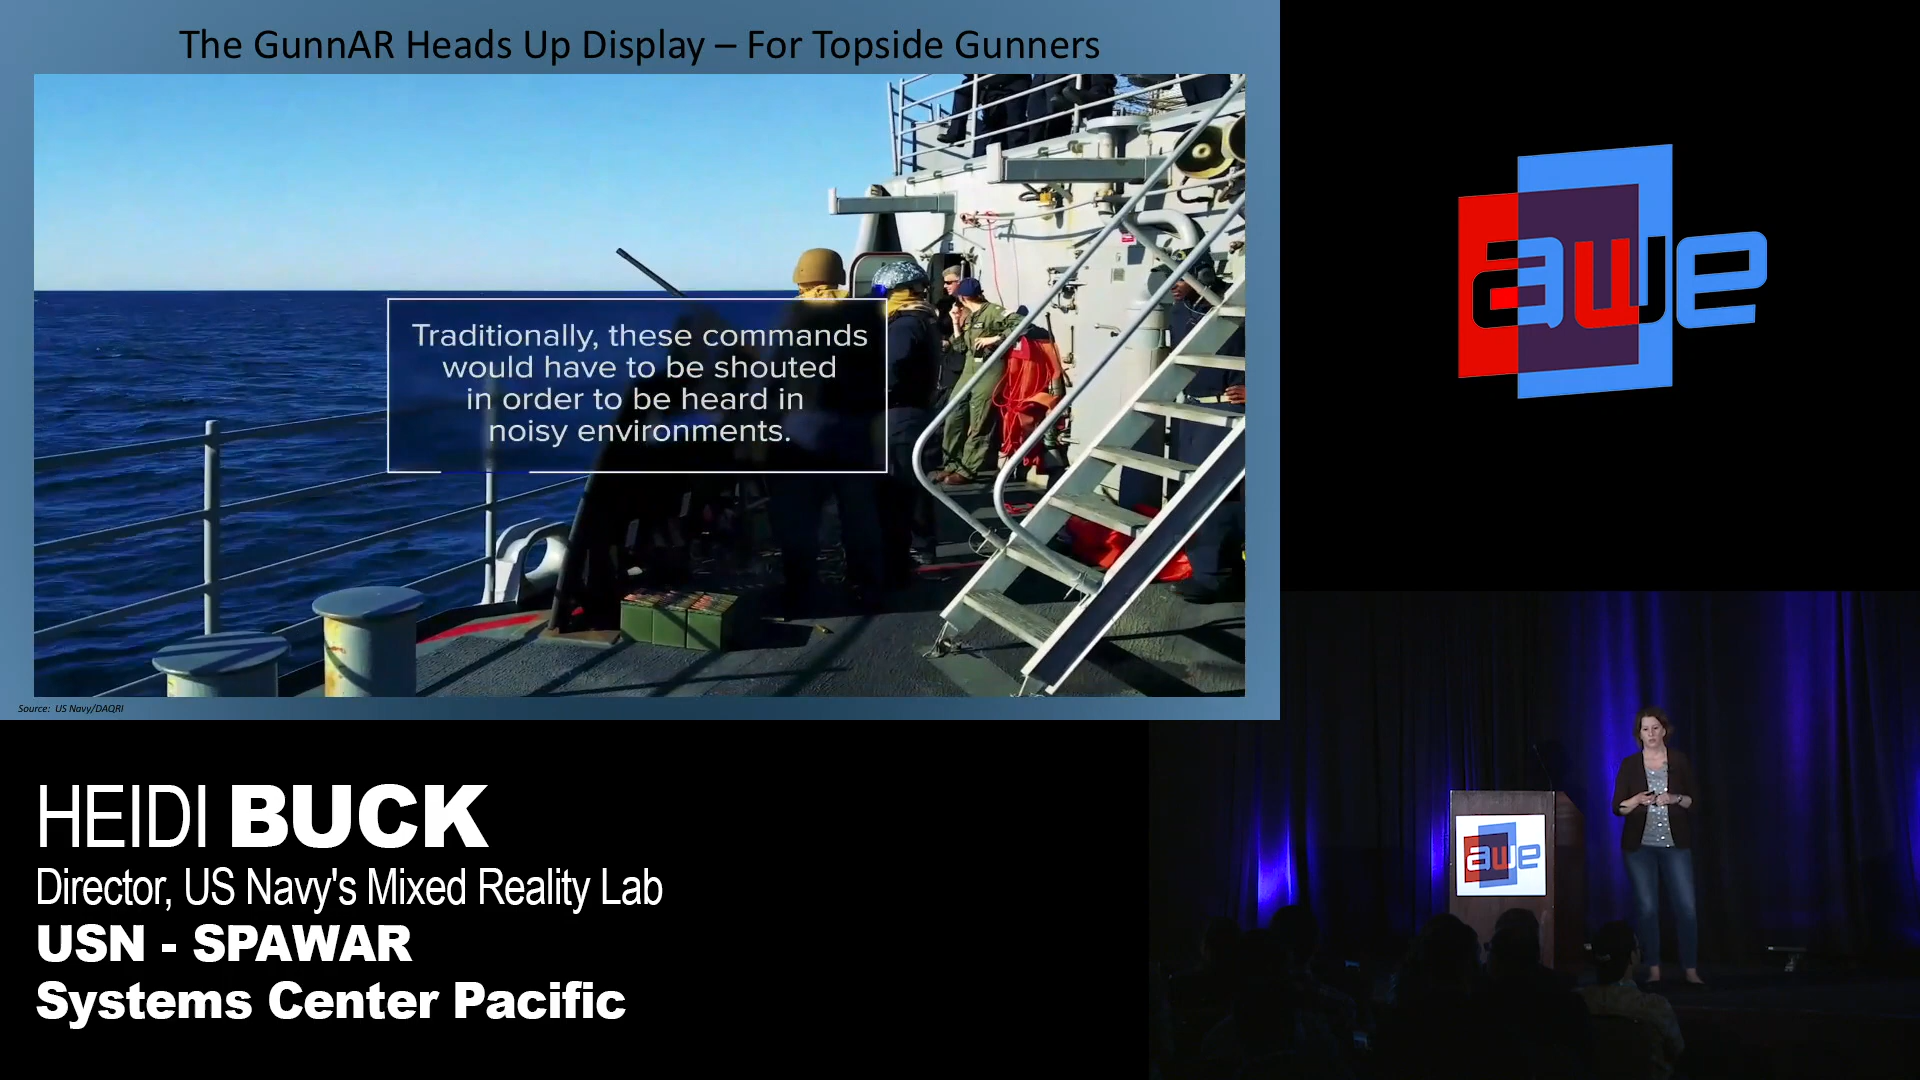 The GunnAR Heads Up Display – For Topside Gunners
Traditionally, these commands
would have to be shouted
in order to be heard in
noisy environments.
Source: US Navy/DAQRI
awe
awe
HEIDI BUCK
Director, US Navy's Mixed Reality Lab
USN - SPAWAR
Systems Center Pacific